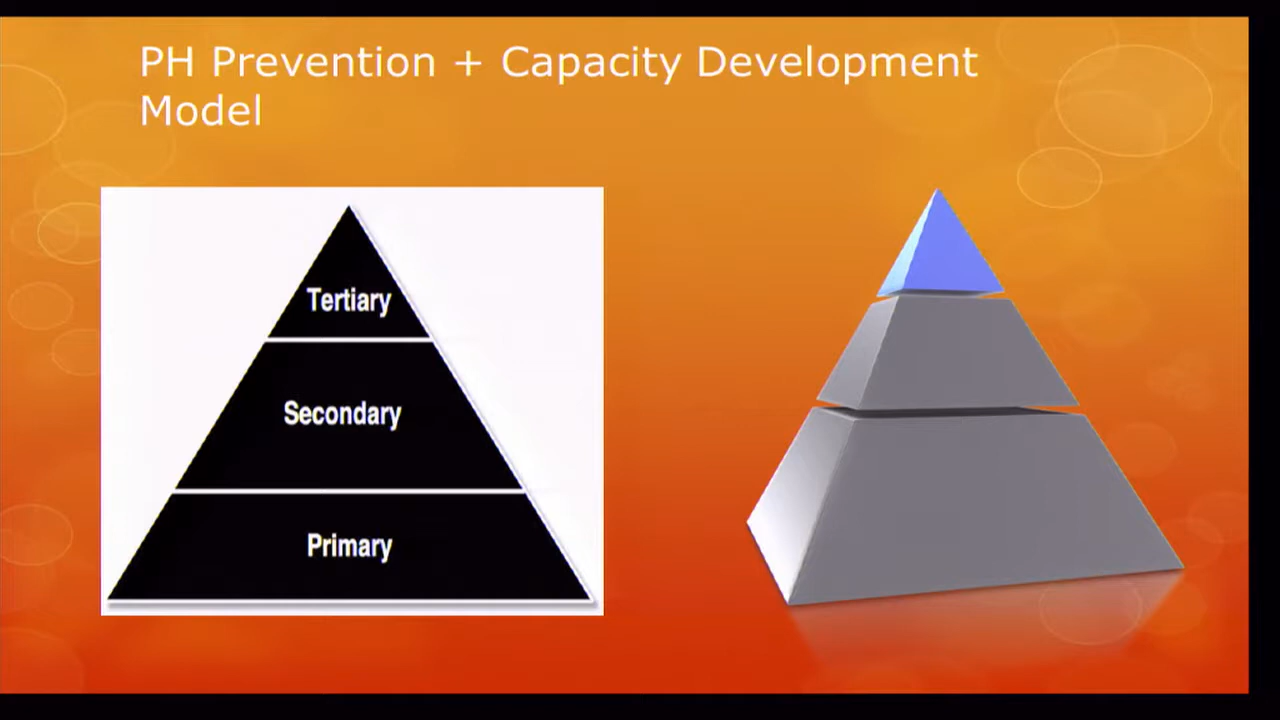 PH Prevention + Capacity Development
Model
Tertiary
Secondary
Primary